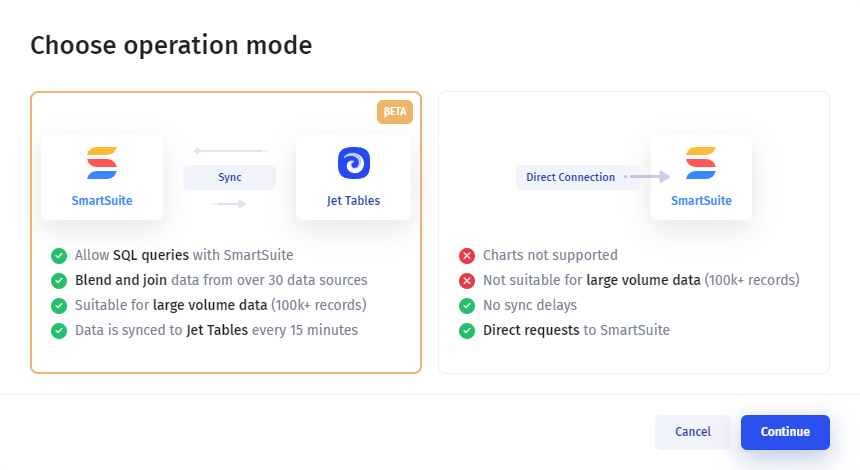 Choose operation mode
βETA
SmartSuite
Sync
Jet Tables
Allow SQL queries with SmartSuite
Blend and join data from over 30 data sources
Suitable for large volume data (100k+ records)
Data is synced to Jet Tables every 15 minutes
Direct Connection
SmartSuite
Charts not supported
Not suitable for large volume data (100k+ records)
No sync delays
Direct requests to SmartSuite
Cancel
Continue